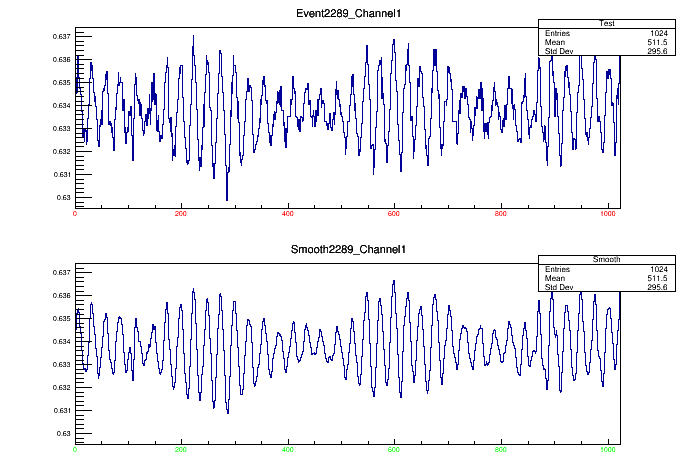 Event2289_Channel1
Test
Entries 1024
Mean 511.5
Std Dev 295.6
0.637
0.636
0.635
0.634
0.633
0.632
0.631
0.63
0 200 400 600 800 1000
Smooth2289_Channel1
Smooth
Entries 1024
Mean 511.5
Std Dev 295.6
0.637
0.636
0.635
0.634
0.633
0.632
0.631
0.63
0 200 400 600 800 1000